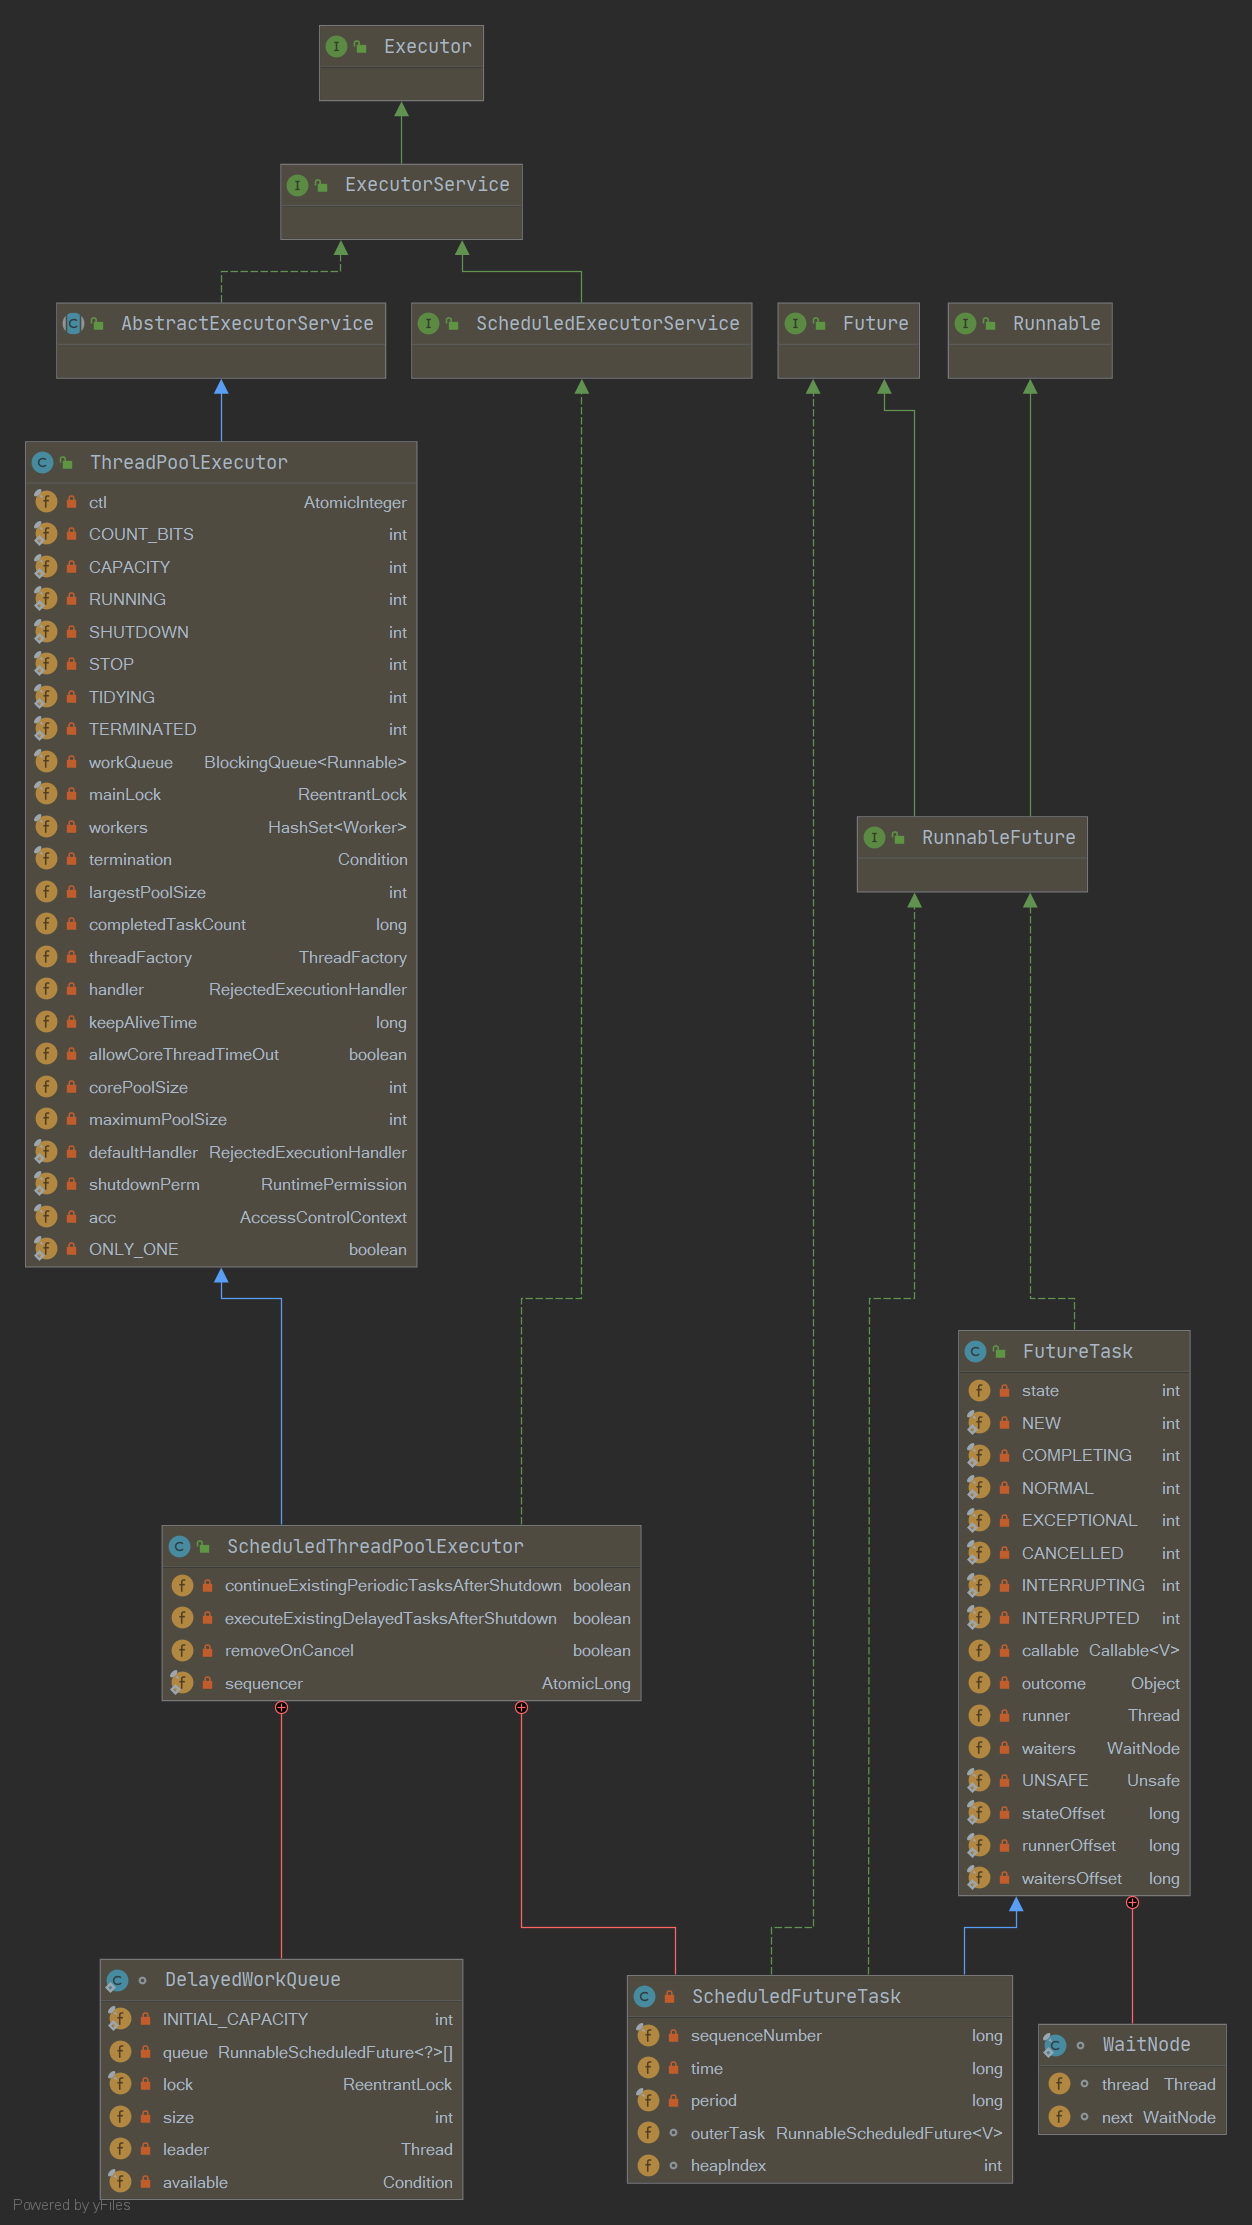 Executor
ExecutorService
AbstractExecutorService
ScheduledExecutorService
Future
Runnable
ThreadPoolExecutor
ctl AtomicInteger
COUNT_BITS int
CAPACITY int
RUNNING int
SHUTDOWN int
STOP int
TIDYING int
TERMINATED int
workQueue BlockingQueue<Runnable>
mainLock ReentrantLock
workers HashSet<Worker>
termination Condition
largestPoolSize int
completedTaskCount long
threadFactory ThreadFactory
handler RejectedExecutionHandler
keepAliveTime long
allowCoreThreadTimeOut boolean
corePoolSize int
maximumPoolSize int
defaultHandler RejectedExecutionHandler
shutdownPerm RuntimePermission
acc AccessControlContext
ONLY_ONE boolean
RunnableFuture
FutureTask
state int
NEW int
COMPLETING int
NORMAL int
EXCEPTIONAL int
CANCELLED int
INTERRUPTING int
INTERRUPTED int
callable Callable<V>
outcome Object
runner Thread
waiters WaitNode
UNSAFE Unsafe
stateOffset long
runnerOffset long
waitersOffset long
ScheduledThreadPoolExecutor
continueExistingPeriodicTasksAfterShutdown boolean
executeExistingDelayedTasksAfterShutdown boolean
removeOnCancel boolean
sequencer AtomicLong
DelayedWorkQueue
INITIAL_CAPACITY int
queue RunnableScheduledFuture<?>[]
lock ReentrantLock
size int
leader Thread
available Condition
ScheduledFutureTask
sequenceNumber long
time long
period long
outerTask RunnableScheduledFuture<V>
heapIndex int
WaitNode
thread Thread
next WaitNode
Powered by yFiles